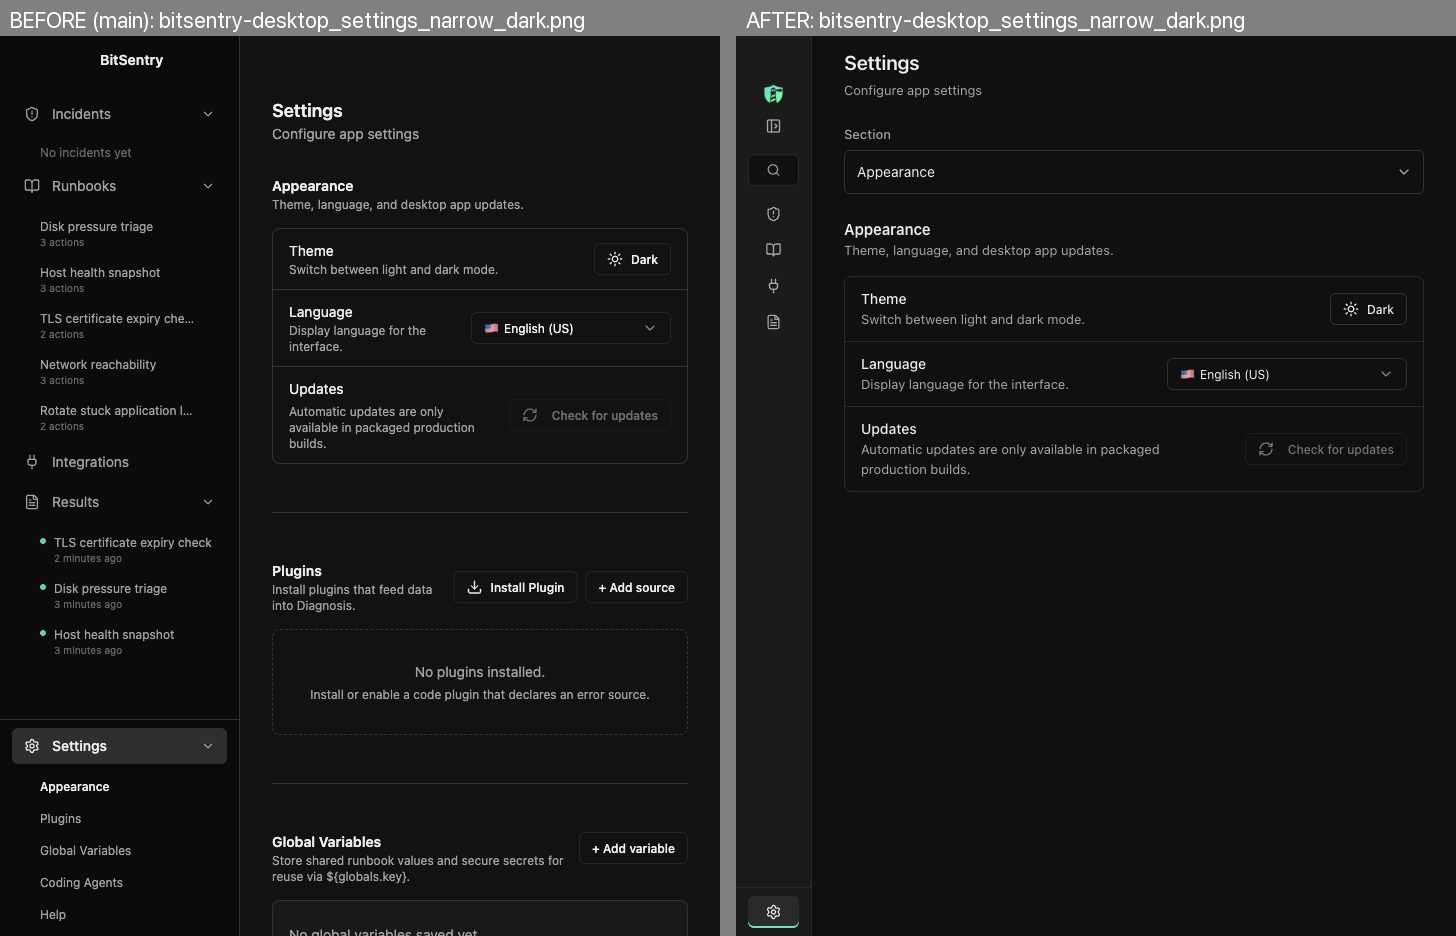 BEFORE (main): bitsentry-desktop_settings_narrow_dark.png
BitSentry
Incidents
No incidents yet
Runbooks
Disk pressure triage
3 actions
Host health snapshot
3 actions
TLS certificate expiry che...
2 actions
Network reachability
3 actions
Rotate stuck application l...
2 actions
Integrations
Results
TLS certificate expiry check
2 minutes ago
Disk pressure triage
3 minutes ago
Host health snapshot
3 minutes ago
Settings
Appearance
Plugins
Global Variables
Coding Agents
Help
Settings
Configure app settings
Appearance
Theme, language, and desktop app updates.
Theme
Switch between light and dark mode.
Dark
Language
Display language for the
interface.
English (US)
Updates
Automatic updates are only
available in packaged production
builds.
Check for updates
Plugins
Install plugins that feed data
into Diagnosis.
Install Plugin
+ Add source
No plugins installed.
Install or enable a code plugin that declares an error source.
Global Variables
Store shared runbook values and secure secrets for
reuse via ${globals.key}.
+ Add variable
No global variables saved yet
AFTER: bitsentry-desktop_settings_narrow_dark.png
Settings
Configure app settings
Section
Appearance
Appearance
Theme, language, and desktop app updates.
Theme
Switch between light and dark mode.
Dark
Language
Display language for the interface.
English (US)
Updates
Automatic updates are only available in packaged
production builds.
Check for updates